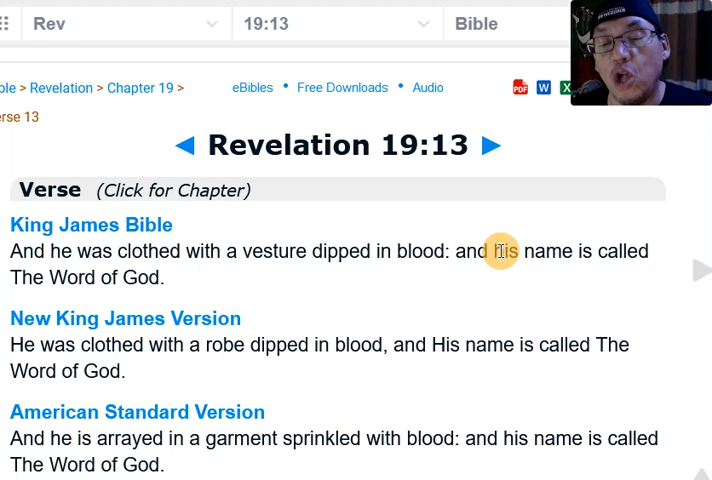 Rev 19:13 Bible
ble > Revelation > Chapter 19 > eBibles • Free Downloads • Audio PDF W X
erse 13
◄ Revelation 19:13 ►
Verse (Click for Chapter)
King James Bible
And he was clothed with a vesture dipped in blood: and his name is called
The Word of God.
New King James Version
He was clothed with a robe dipped in blood, and His name is called The
Word of God.
American Standard Version
And he is arrayed in a garment sprinkled with blood: and his name is called
The Word of God.